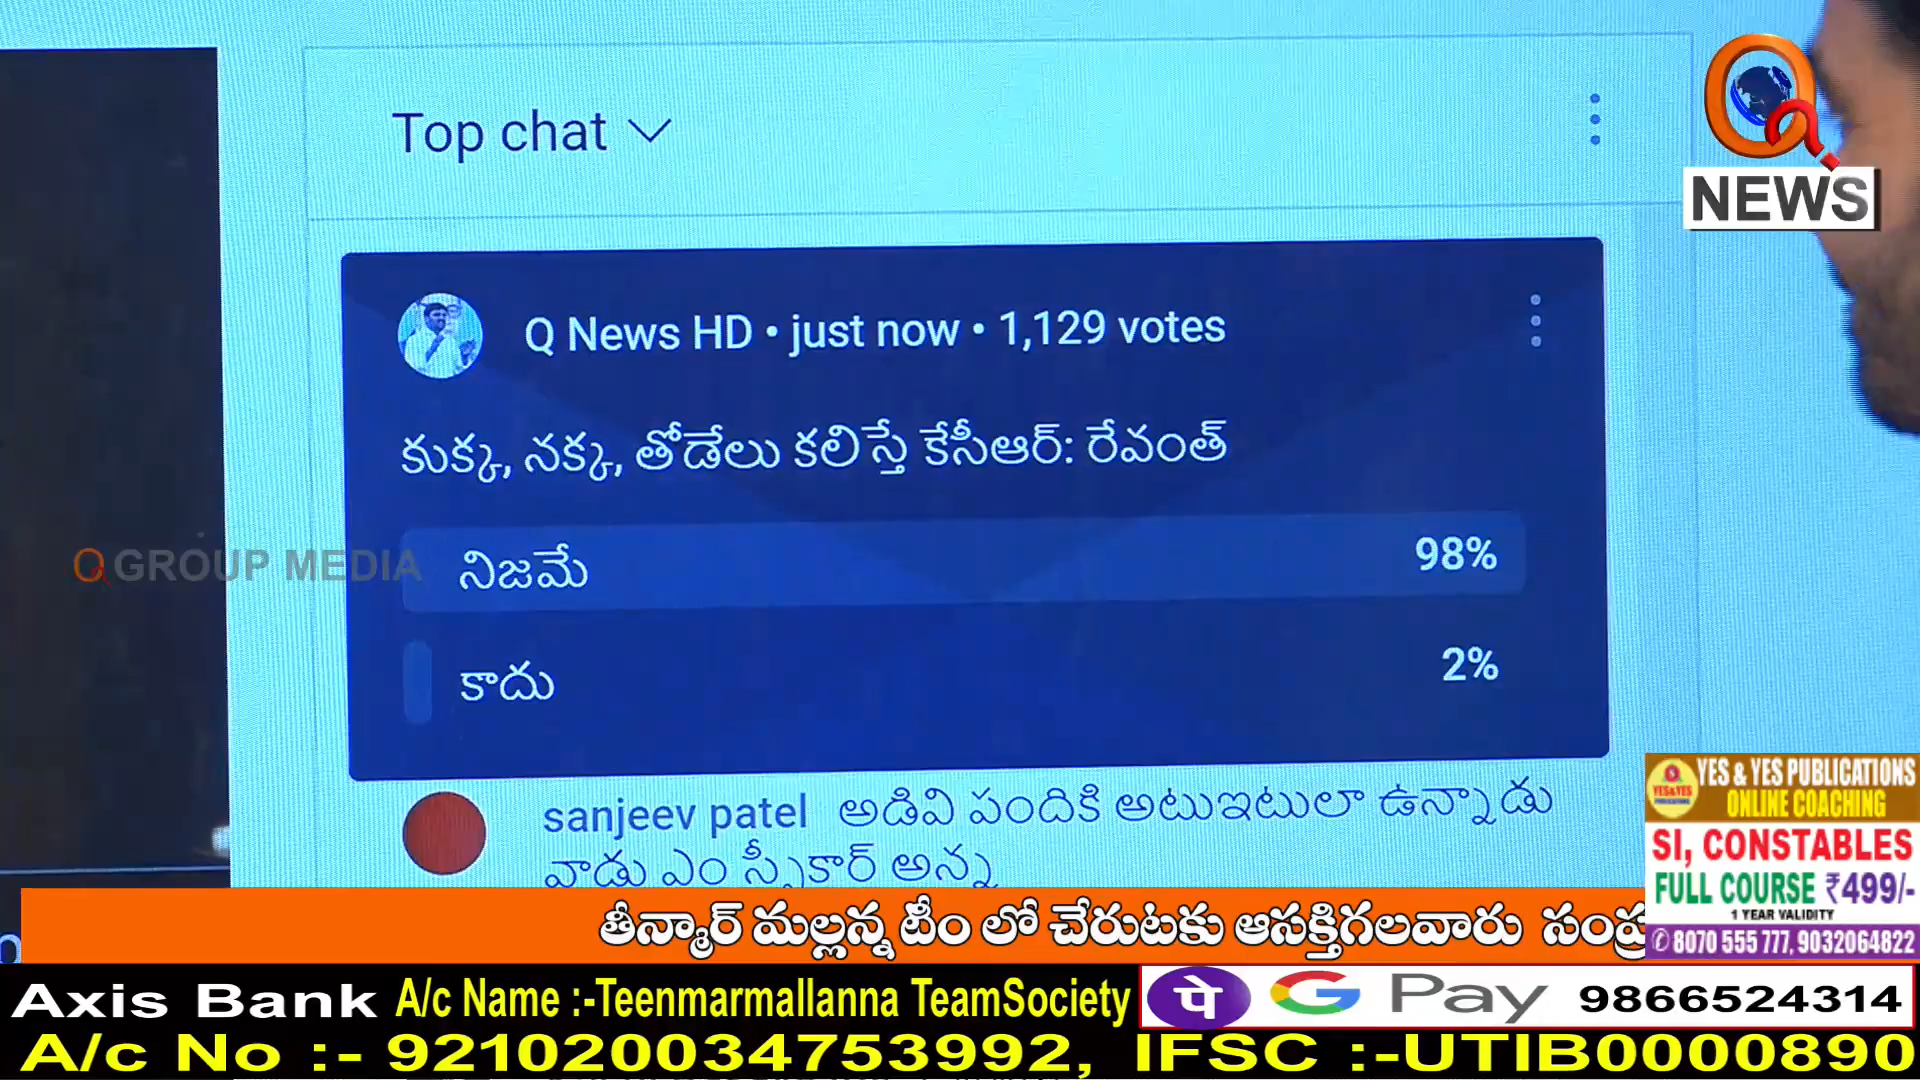 Top chat
Q NEWS
Q News HD • just now • 1,129 votes
కుక్క, నక్క, తోడేలు కలిస్తే కేసీఆర్: రేవంత్
నిజమే 98%
Q GROUP MEDIA
కాదు 2%
sanjeev patel అడివి పందికి అటుఇటులా ఉన్నాడు
వాడు ఎం స్పీకార్ అన్న
YES & YES PUBLICATIONS
ONLINE COACHING
SI, CONSTABLES
FULL COURSE ₹499/-
1 YEAR VALIDITY
✆ 8070 555 777, 9032064822
తీన్మార్ మల్లన్న టీం లో చేరుటకు ఆసక్తిగలవారు సంప్ర
Axis Bank A/c Name :-Teenmarmallanna TeamSociety
पे G Pay 9866524314
A/c No :- 921020034753992, IFSC :-UTIB0000890